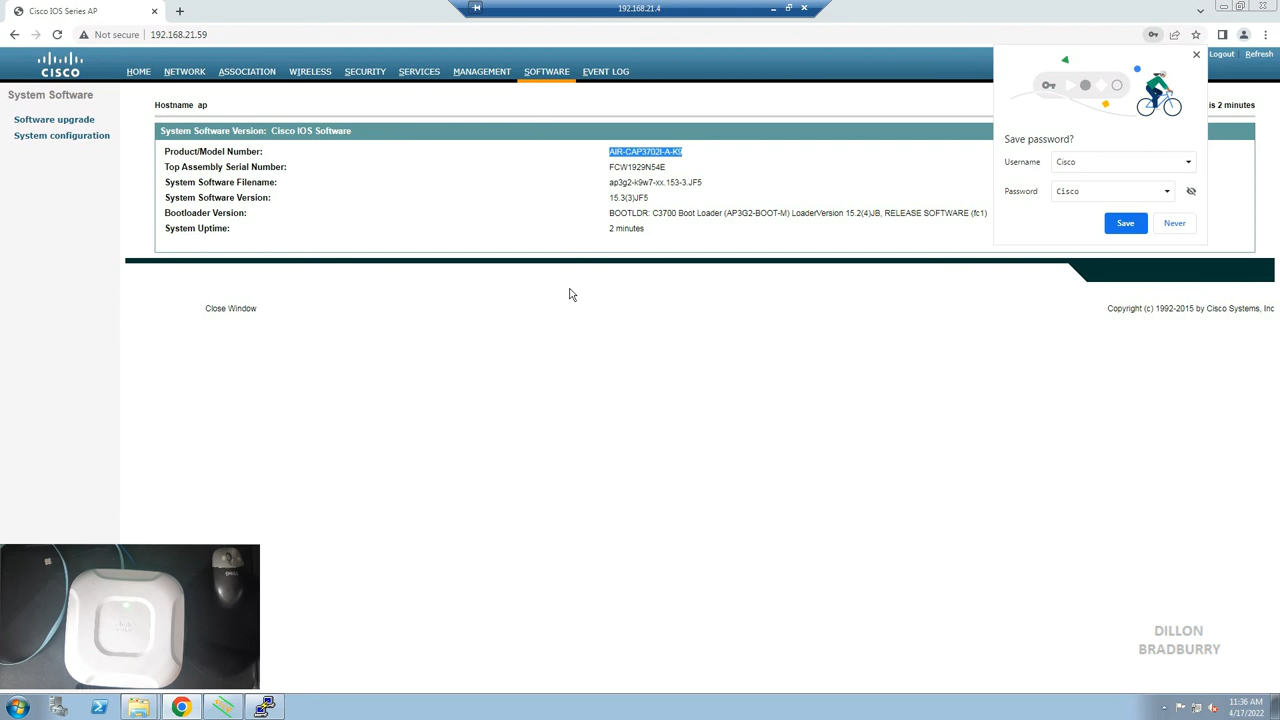 Cisco IOS Series AP
192.168.21.4
Not secure 192.168.21.59
CISCO
HOME NETWORK ASSOCIATION WIRELESS SECURITY SERVICES MANAGEMENT SOFTWARE EVENT LOG
Logout Refresh
System Software
Software upgrade
System configuration
Hostname ap
is 2 minutes
System Software Version: Cisco IOS Software
Product/Model Number: AIR-CAP3702I-A-K9
Top Assembly Serial Number: FCW1929N54E
System Software Filename: ap3g2-k9w7-xx.153-3.JF5
System Software Version: 15.3(3)JF5
Bootloader Version: BOOTLDR: C3700 Boot Loader (AP3G2-BOOT-M) LoaderVersion 15.2(4)JB, RELEASE SOFTWARE (fc1)
System Uptime: 2 minutes
Save password?
Username Cisco
Password Cisco
Save Never
Close Window
Copyright (c) 1992-2015 by Cisco Systems, Inc
DELL
DILLON
BRADBURRY
11:36 AM
4/17/2022